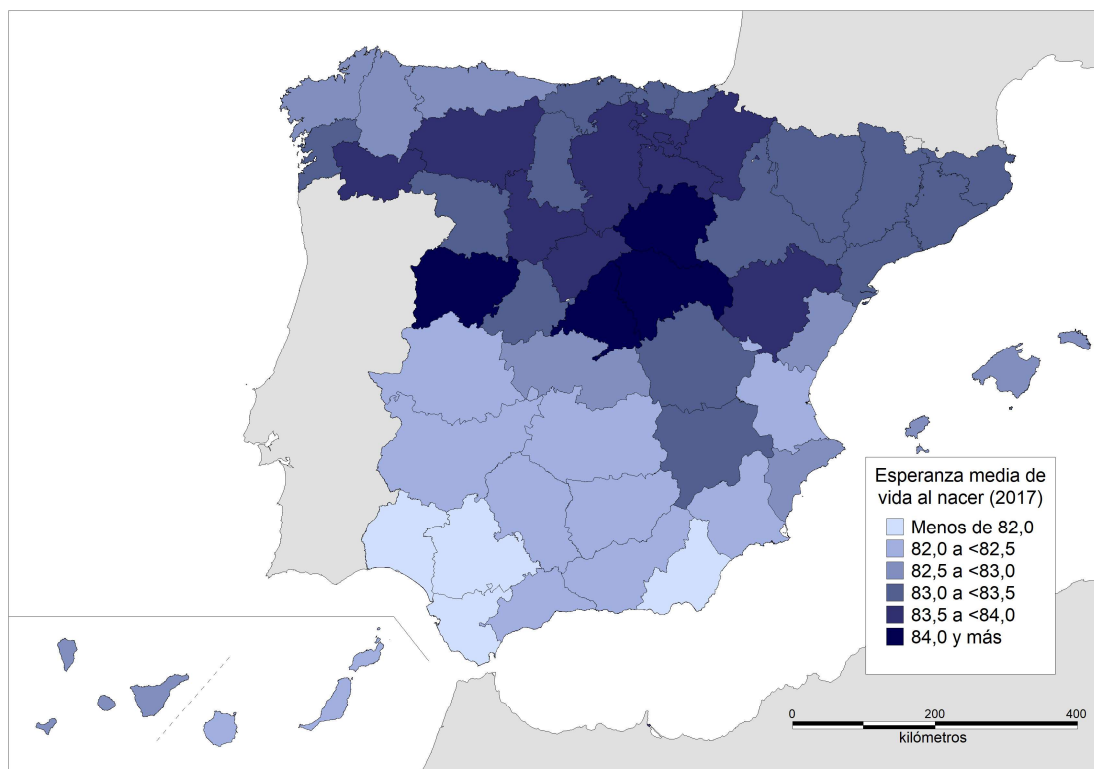 Esperanza media de
vida al nacer (2017)
Menos de 82,0
82,0 a <82,5
82,5 a <83,0
83,0 a <83,5
83,5 a <84,0
84,0 y más
0 200 400
kilómetros